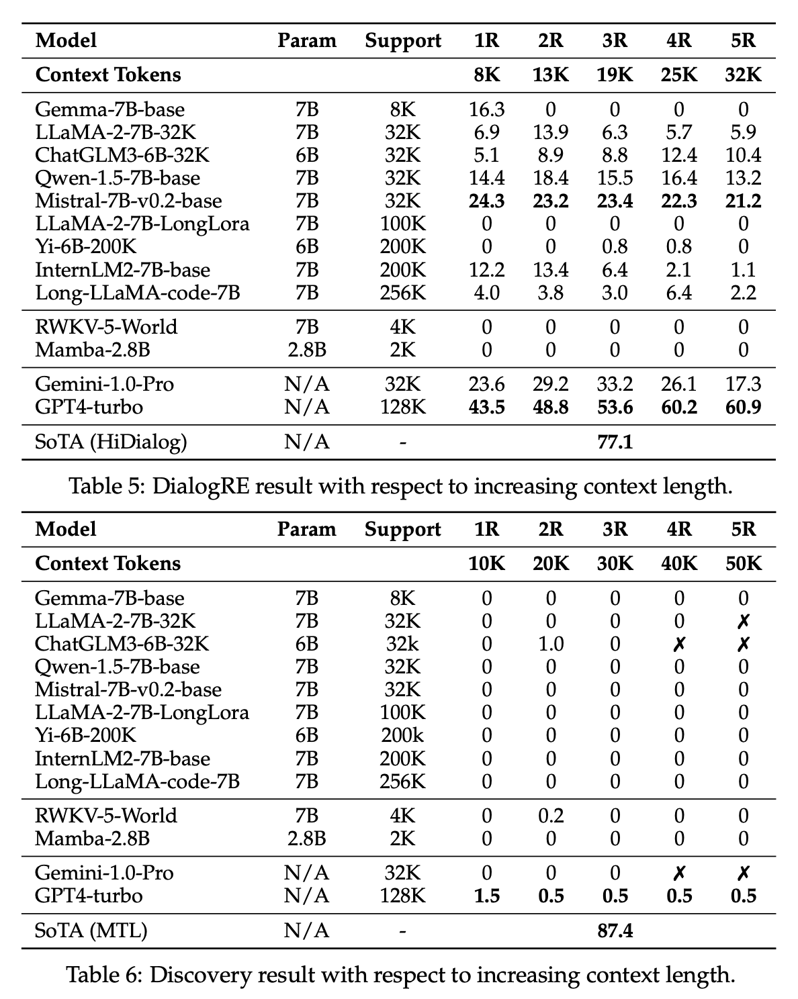 Model Param Support 1R 2R 3R 4R 5R
Context Tokens 8K 13K 19K 25K 32K
Gemma-7B-base 7B 8K 16.3 0 0 0 0
LLaMA-2-7B-32K 7B 32K 6.9 13.9 6.3 5.7 5.9
ChatGLM3-6B-32K 6B 32K 5.1 8.9 8.8 12.4 10.4
Qwen-1.5-7B-base 7B 32K 14.4 18.4 15.5 16.4 13.2
Mistral-7B-v0.2-base 7B 32K 24.3 23.2 23.4 22.3 21.2
LLaMA-2-7B-LongLora 7B 100K 0 0 0 0 0
Yi-6B-200K 6B 200K 0 0 0.8 0.8 0
InternLM2-7B-base 7B 200K 12.2 13.4 6.4 2.1 1.1
Long-LLaMA-code-7B 7B 256K 4.0 3.8 3.0 6.4 2.2
RWKV-5-World 7B 4K 0 0 0 0 0
Mamba-2.8B 2.8B 2K 0 0 0 0 0
Gemini-1.0-Pro N/A 32K 23.6 29.2 33.2 26.1 17.3
GPT4-turbo N/A 128K 43.5 48.8 53.6 60.2 60.9
SoTA (HiDialog) N/A - 77.1
Table 5: DialogRE result with respect to increasing context length.
Model Param Support 1R 2R 3R 4R 5R
Context Tokens 10K 20K 30K 40K 50K
Gemma-7B-base 7B 8K 0 0 0 0 0
LLaMA-2-7B-32K 7B 32K 0 0 0 0 ✗
ChatGLM3-6B-32K 6B 32k 0 1.0 0 ✗ ✗
Qwen-1.5-7B-base 7B 32K 0 0 0 0 0
Mistral-7B-v0.2-base 7B 32K 0 0 0 0 0
LLaMA-2-7B-LongLora 7B 100K 0 0 0 0 0
Yi-6B-200K 6B 200k 0 0 0 0 0
InternLM2-7B-base 7B 200K 0 0 0 0 0
Long-LLaMA-code-7B 7B 256K 0 0 0 0 0
RWKV-5-World 7B 4K 0 0.2 0 0 0
Mamba-2.8B 2.8B 2K 0 0 0 0 0
Gemini-1.0-Pro N/A 32K 0 0 0 ✗ ✗
GPT4-turbo N/A 128K 1.5 0.5 0.5 0.5 0.5
SoTA (MTL) N/A - 87.4
Table 6: Discovery result with respect to increasing context length.